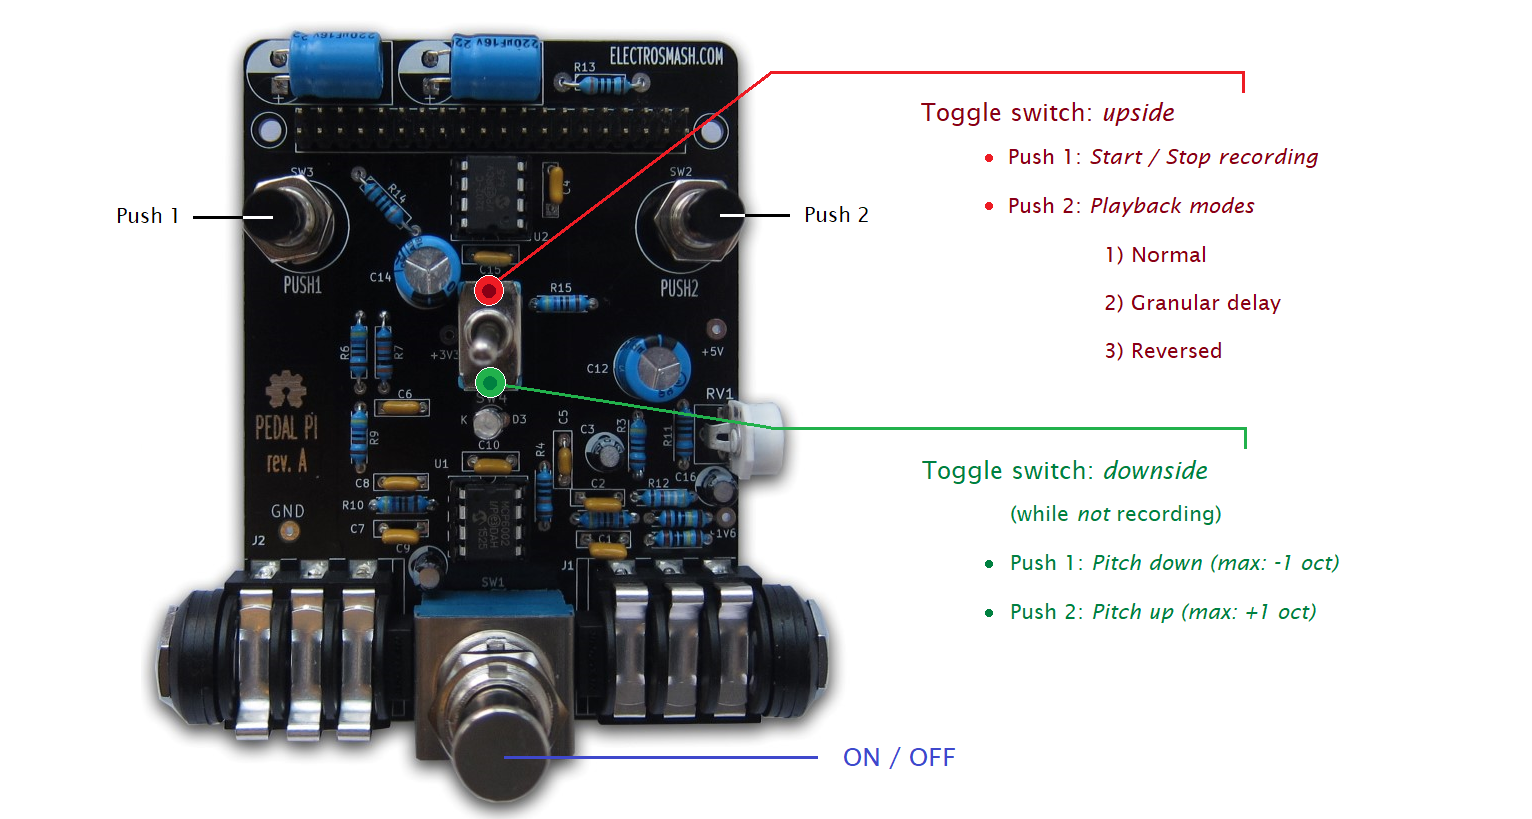 220uF16V 22
220uF16V 22
ELECTROSMASH.COM
R13
+
+
Toggle switch: upside
• Push 1: Start / Stop recording
• Push 2: Playback modes
1) Normal
2) Granular delay
3) Reversed
SW3
R14
C4
SW2
Push 1
Push 2
U2
C14
C15
PUSH1
PUSH2
R15
R6
R7
+3V3
C12
+5V
C6
SW4
RV1
PEDAL PI
rev. A
R9
K
D3
C5
C3
R3
R11
Toggle switch: downside
(while not recording)
• Push 1: Pitch down (max: -1 oct)
• Push 2: Pitch up (max: +1 oct)
U1
C10
R4
C8
C2
R12
C16
R10
GND
MCP6002
C7
C9
C1
1V6
J2
J1
SW1
ON / OFF